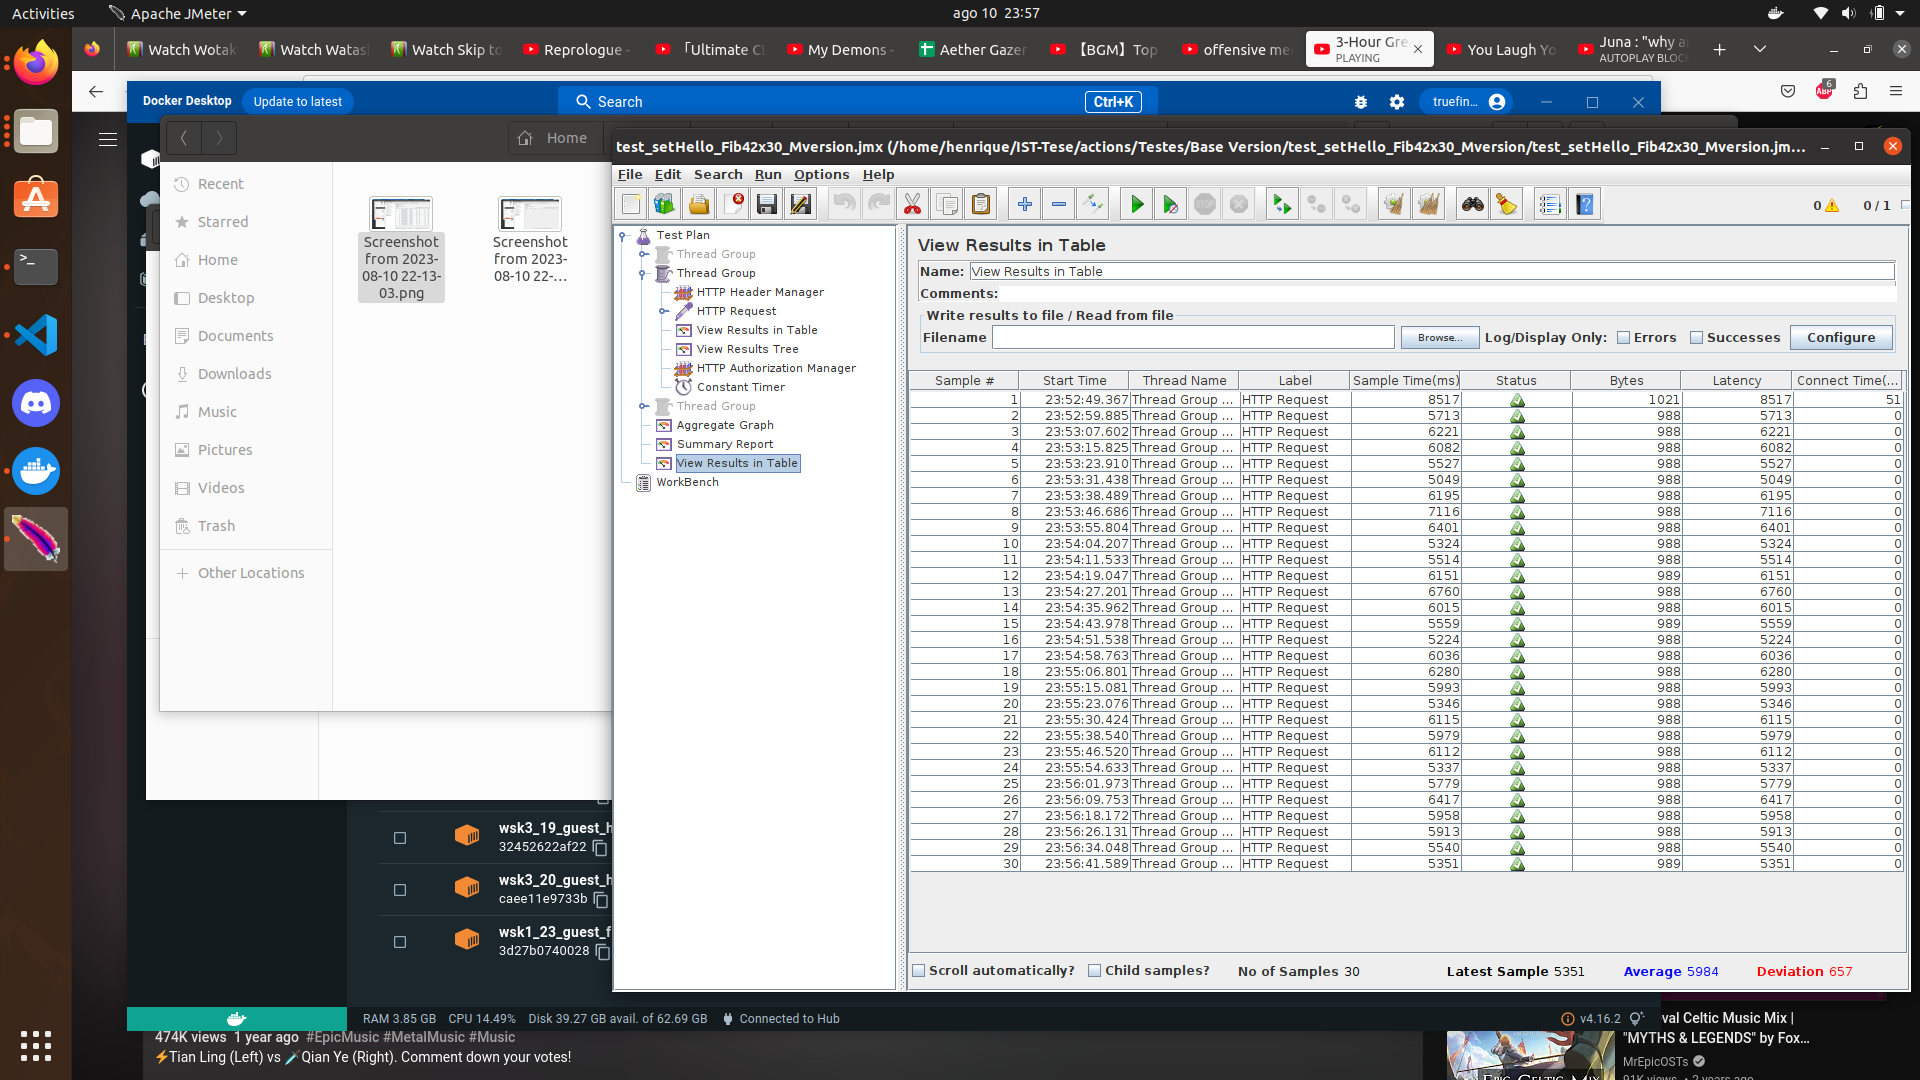 Activities
Apache JMeter
ago 10 23:57
Watch Wotak
Watch Watash
Watch Skip to
Reprologue -
「Ultimate Cl
My Demons -
Aether Gazer
【BGM】Top
offensive me
3-Hour Gre
PLAYING
You Laugh Yo
Juna : "why a
AUTOPLAY BLOC
Docker Desktop
Update to latest
Search
Ctrl+K
truefin...
6
ABP
Home
Recent
Starred
Home
Desktop
Documents
Downloads
Music
Pictures
Videos
Trash
Other Locations
Screenshot
from 2023-
08-10 22-13-
03.png
Screenshot
from 2023-
08-10 22-...
test_setHello_Fib42x30_Mversion.jmx (/home/henrique/IST-Tese/actions/Testes/Base Version/test_setHello_Fib42x30_Mversion/test_setHello_Fib42x30_Mversion.jm...
File Edit Search Run Options Help
0
0 / 1
Test Plan
Thread Group
Thread Group
HTTP Header Manager
HTTP Request
View Results in Table
View Results Tree
HTTP Authorization Manager
Constant Timer
Thread Group
Aggregate Graph
Summary Report
View Results in Table
WorkBench
View Results in Table
Name: View Results in Table
Comments:
Write results to file / Read from file
Filename Browse... Log/Display Only: Errors Successes Configure
Sample # Start Time Thread Name Label Sample Time(ms) Status Bytes Latency Connect Time(...
1 23:52:49.367 Thread Group ... HTTP Request 8517 1021 8517 51
2 23:52:59.885 Thread Group ... HTTP Request 5713 988 5713 0
3 23:53:07.602 Thread Group ... HTTP Request 6221 988 6221 0
4 23:53:15.825 Thread Group ... HTTP Request 6082 988 6082 0
5 23:53:23.910 Thread Group ... HTTP Request 5527 988 5527 0
6 23:53:31.438 Thread Group ... HTTP Request 5049 988 5049 0
7 23:53:38.489 Thread Group ... HTTP Request 6195 988 6195 0
8 23:53:46.686 Thread Group ... HTTP Request 7116 988 7116 0
9 23:53:55.804 Thread Group ... HTTP Request 6401 988 6401 0
10 23:54:04.207 Thread Group ... HTTP Request 5324 988 5324 0
11 23:54:11.533 Thread Group ... HTTP Request 5514 988 5514 0
12 23:54:19.047 Thread Group ... HTTP Request 6151 989 6151 0
13 23:54:27.201 Thread Group ... HTTP Request 6760 988 6760 0
14 23:54:35.962 Thread Group ... HTTP Request 6015 988 6015 0
15 23:54:43.978 Thread Group ... HTTP Request 5559 989 5559 0
16 23:54:51.538 Thread Group ... HTTP Request 5224 988 5224 0
17 23:54:58.763 Thread Group ... HTTP Request 6036 988 6036 0
18 23:55:06.801 Thread Group ... HTTP Request 6280 988 6280 0
19 23:55:15.081 Thread Group ... HTTP Request 5993 988 5993 0
20 23:55:23.076 Thread Group ... HTTP Request 5346 988 5346 0
21 23:55:30.424 Thread Group ... HTTP Request 6115 988 6115 0
22 23:55:38.540 Thread Group ... HTTP Request 5979 988 5979 0
23 23:55:46.520 Thread Group ... HTTP Request 6112 988 6112 0
24 23:55:54.633 Thread Group ... HTTP Request 5337 988 5337 0
25 23:56:01.973 Thread Group ... HTTP Request 5779 988 5779 0
26 23:56:09.753 Thread Group ... HTTP Request 6417 988 6417 0
27 23:56:18.172 Thread Group ... HTTP Request 5958 988 5958 0
28 23:56:26.131 Thread Group ... HTTP Request 5913 988 5913 0
29 23:56:34.048 Thread Group ... HTTP Request 5540 988 5540 0
30 23:56:41.589 Thread Group ... HTTP Request 5351 989 5351 0
Scroll automatically? Child samples? No of Samples 30 Latest Sample 5351 Average 5984 Deviation 657
wsk3_19_guest_h
32452622af22
wsk3_20_guest_h
caee11e9733b
wsk1_23_guest_f
3d27b0740028
RAM 3.85 GB CPU 14.49% Disk 39.27 GB avail. of 62.69 GB Connected to Hub
v4.16.2
474K views 1 year ago #EpicMusic #MetalMusic #Music
⚡Tian Ling (Left) vs 🗡Qian Ye (Right). Comment down your votes!
val Celtic Music Mix |
"MYTHS & LEGENDS" by Fox...
MrEpicOSTs
91K views • 2 years ago